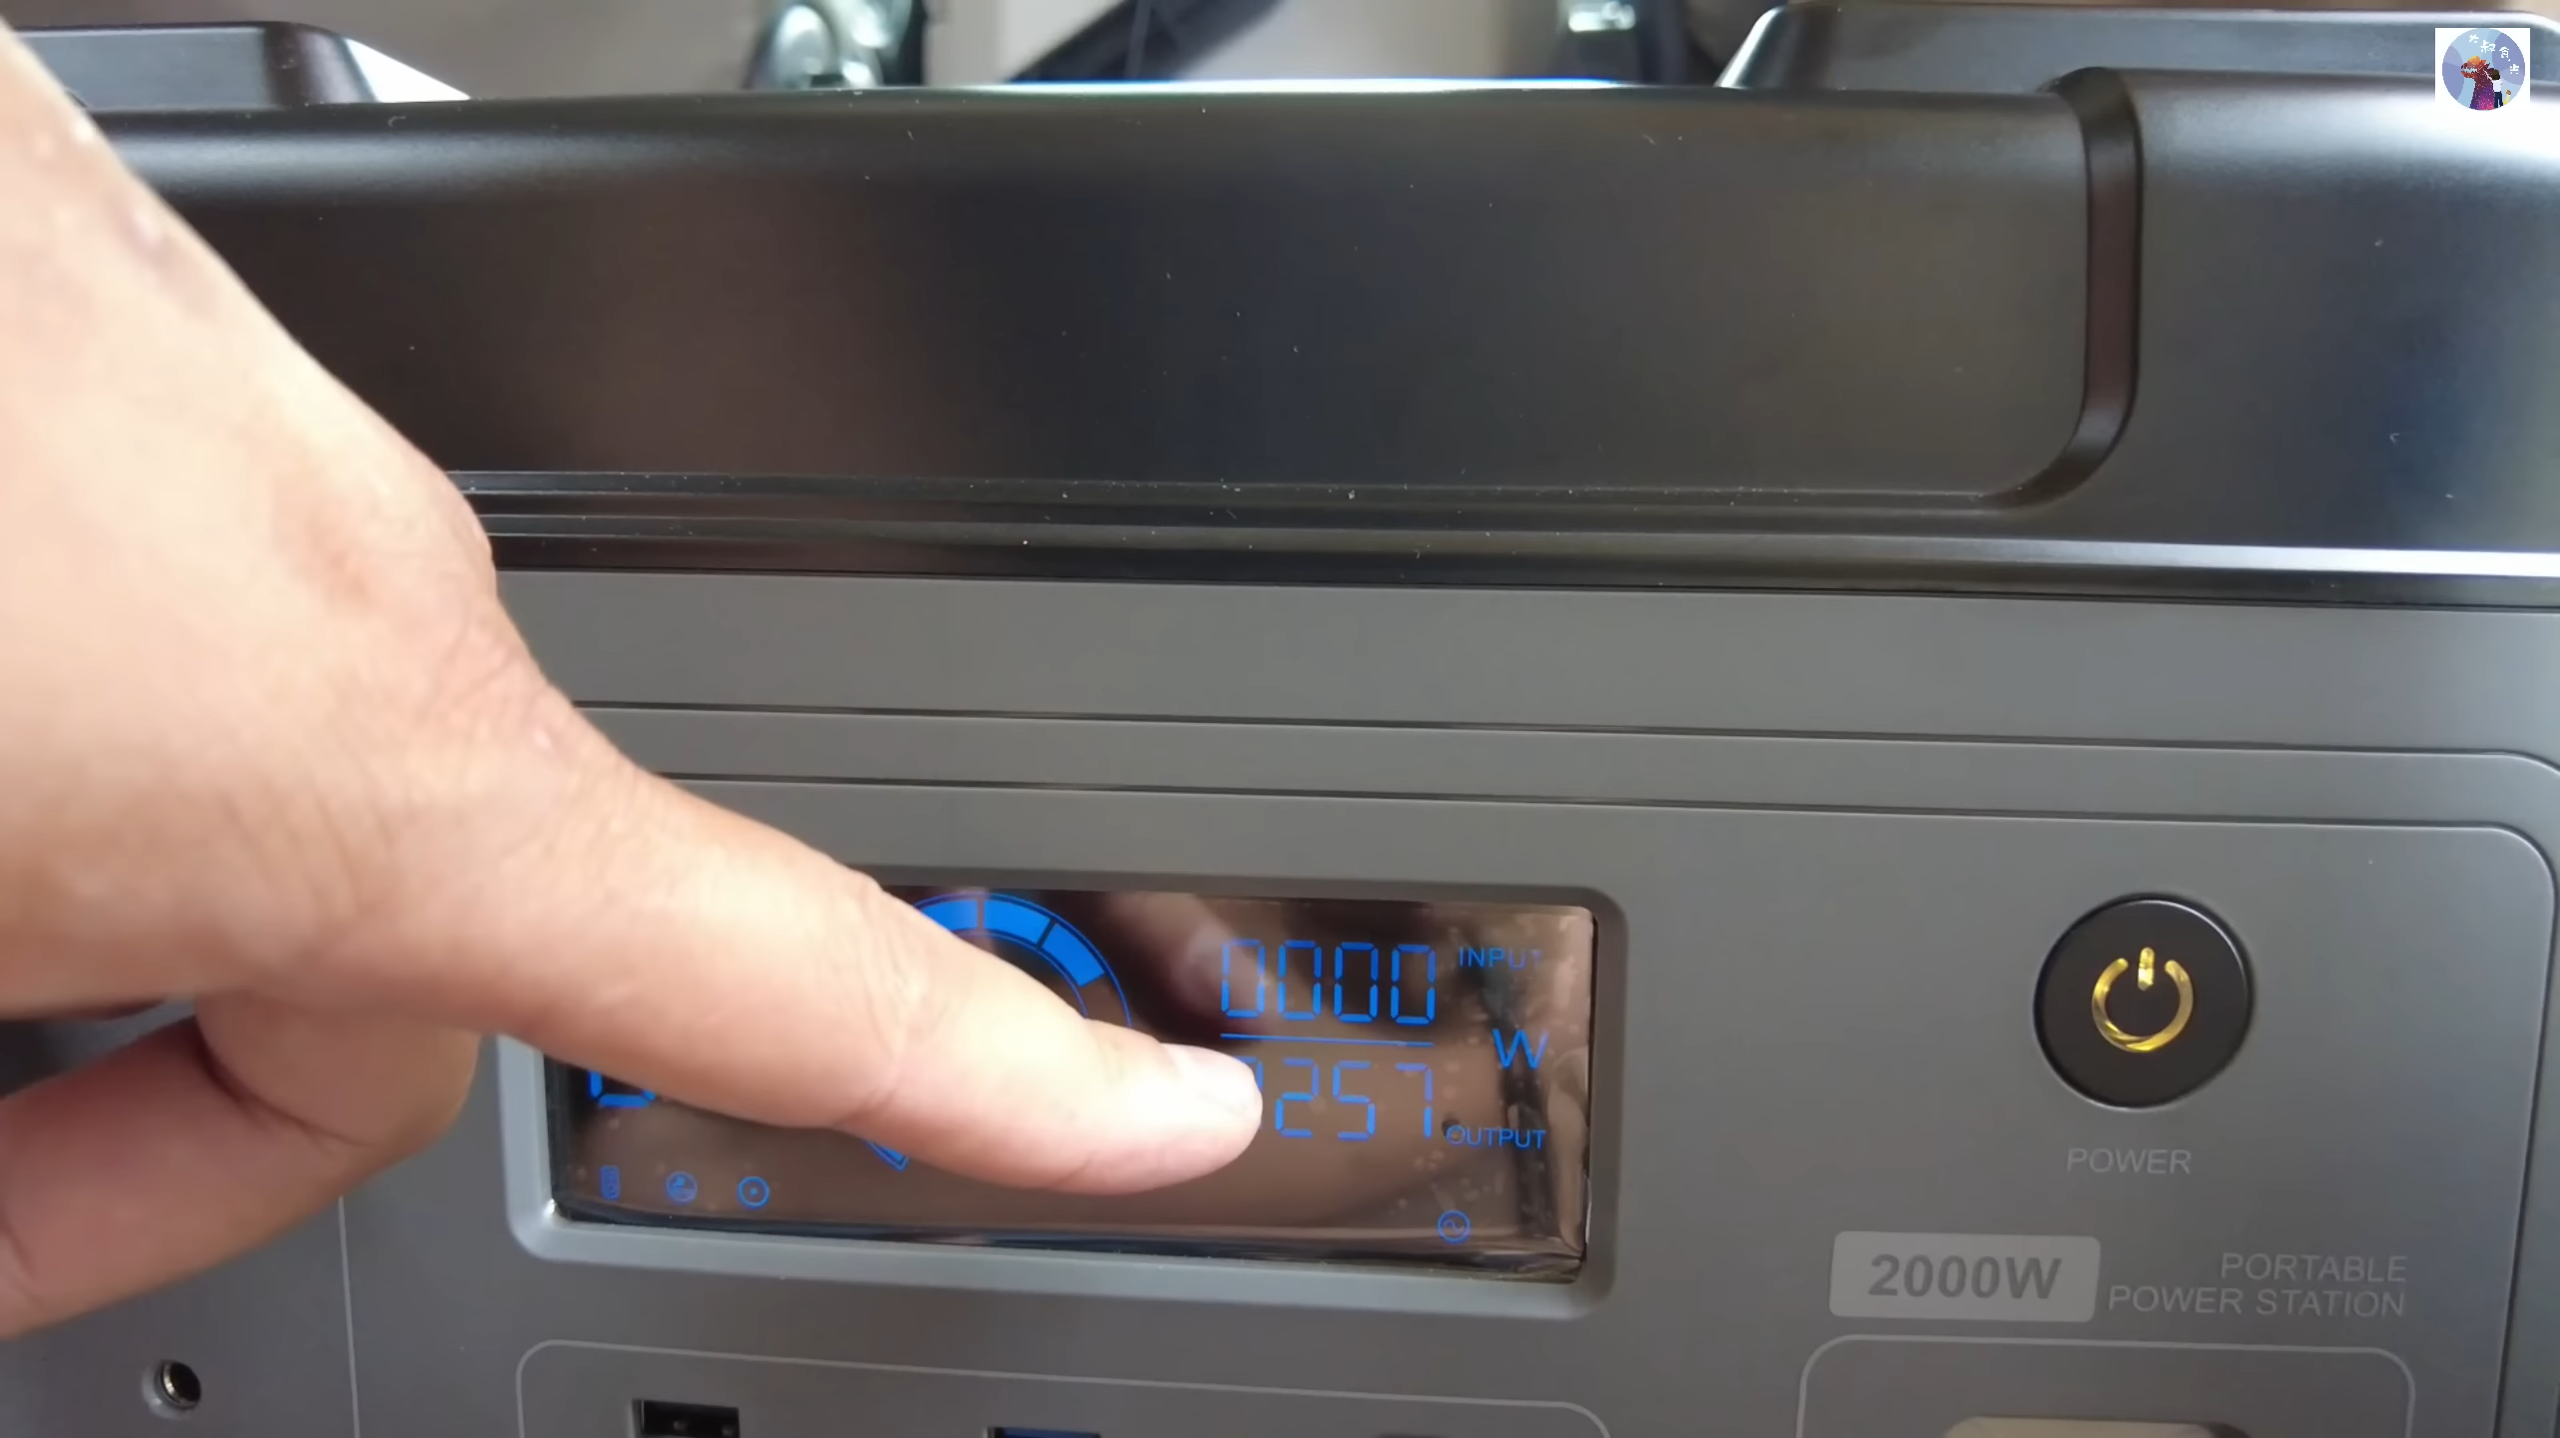 0000 INPUT
W
257 OUTPUT
POWER
2000W
PORTABLE
POWER STATION